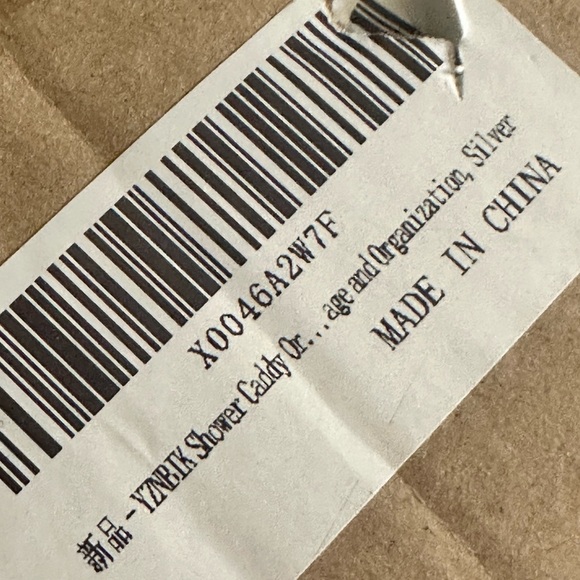 X0046A2W7F
新品 - YZNBIK Shower Caddy Or...age and Organization, Silver
MADE IN CHINA